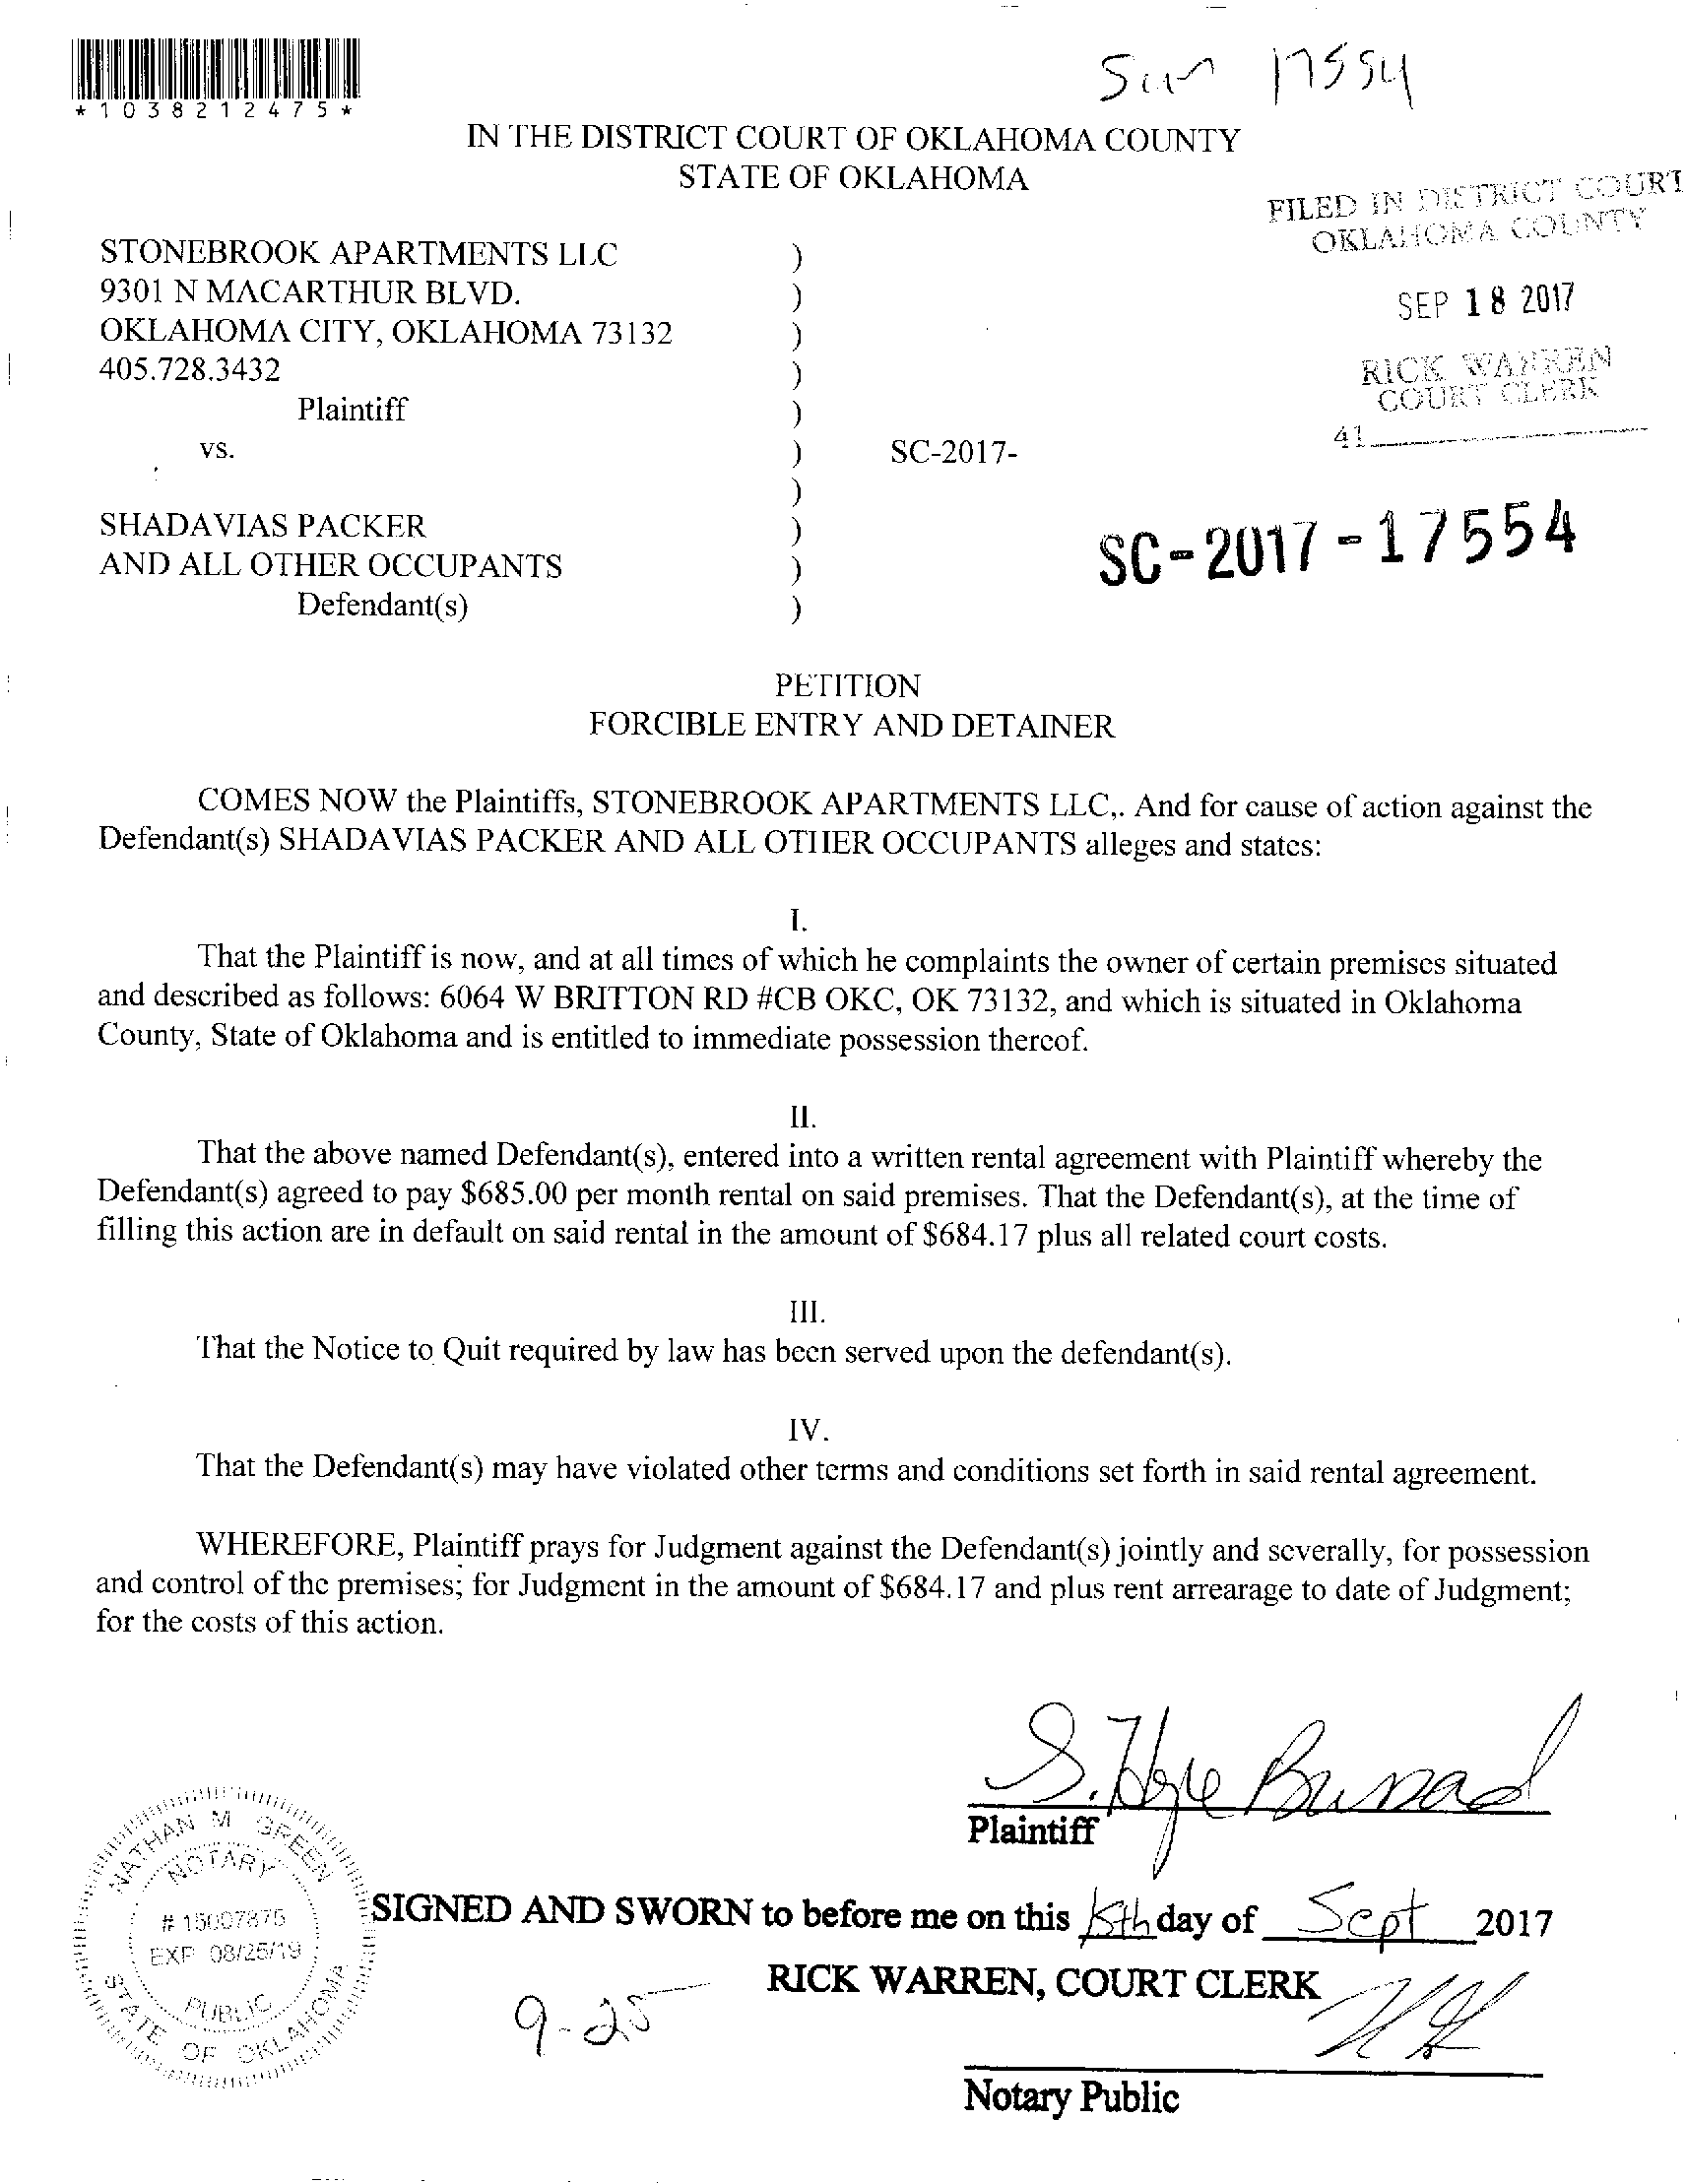 *1038212475*
17554
IN THE DISTRICT COURT OF OKLAHOMA COUNTY
STATE OF OKLAHOMA
FILED IN DISTRICT COURT
OKLAHOMA COUNTY
SEP 18 2017
RICK WARREN
COURT CLERK
41
STONEBROOK APARTMENTS LLC )
9301 N MACARTHUR BLVD. )
OKLAHOMA CITY, OKLAHOMA 73132 )
405.728.3432 )
Plaintiff )
vs. ) SC-2017-
)
SHADAVIAS PACKER )
AND ALL OTHER OCCUPANTS )
Defendant(s) )
SC-2017-17554
PETITION
FORCIBLE ENTRY AND DETAINER
COMES NOW the Plaintiffs, STONEBROOK APARTMENTS LLC,. And for cause of action against the
Defendant(s) SHADAVIAS PACKER AND ALL OTHER OCCUPANTS alleges and states:
I.
That the Plaintiff is now, and at all times of which he complaints the owner of certain premises situated
and described as follows: 6064 W BRITTON RD #CB OKC, OK 73132, and which is situated in Oklahoma
County, State of Oklahoma and is entitled to immediate possession thereof.
II.
That the above named Defendant(s), entered into a written rental agreement with Plaintiff whereby the
Defendant(s) agreed to pay $685.00 per month rental on said premises. That the Defendant(s), at the time of
filling this action are in default on said rental in the amount of $684.17 plus all related court costs.
III.
That the Notice to Quit required by law has been served upon the defendant(s).
IV.
That the Defendant(s) may have violated other terms and conditions set forth in said rental agreement.
WHEREFORE, Plaintiff prays for Judgment against the Defendant(s) jointly and severally, for possession
and control of the premises; for Judgment in the amount of $684.17 and plus rent arrearage to date of Judgment;
for the costs of this action.
Plaintiff
NATHAN M GREEN
NOTARY
# 15007875
EXP 08/25/19
PUBLIC
STATE OF OKLAHOMA
SIGNED AND SWORN to before me on this 18th day of Sept 2017
RICK WARREN, COURT CLERK
9-25
Notary Public